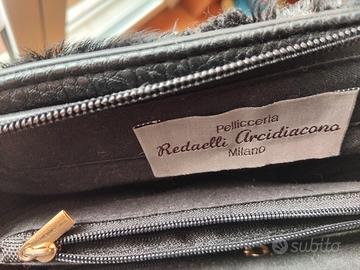 Pellicceria
Redaelli Arcidiacono
Milano
subito